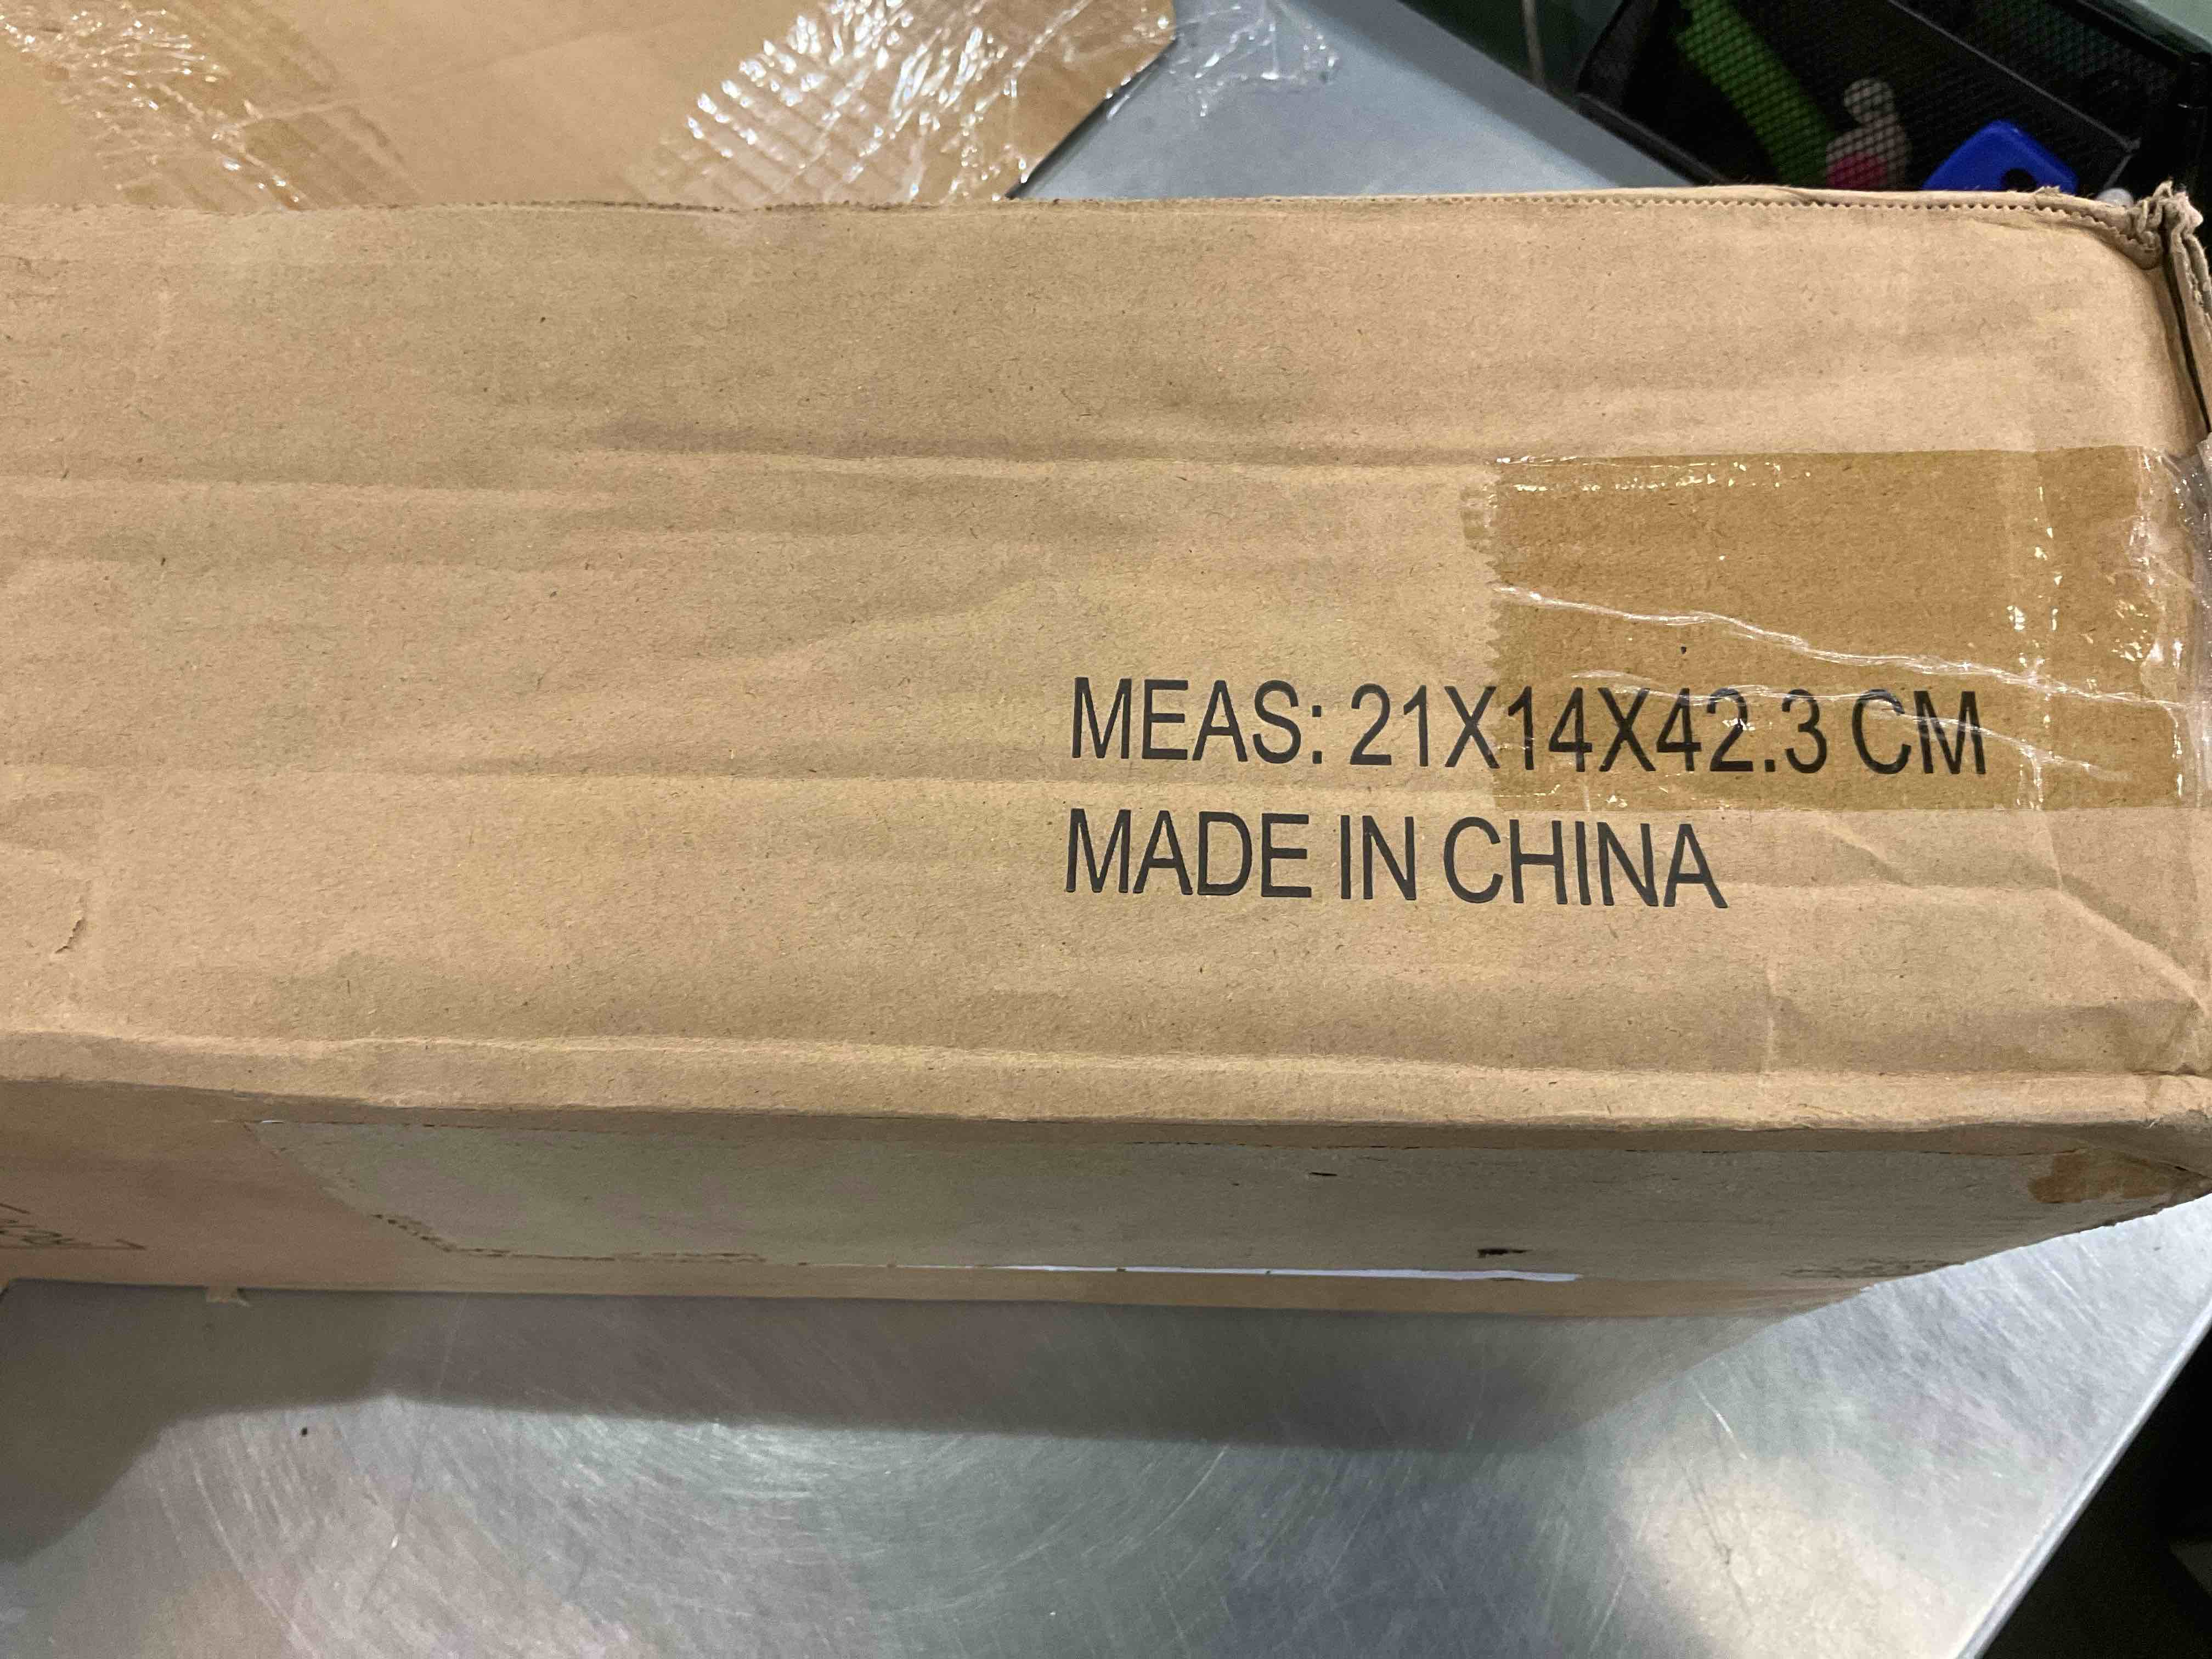 MEAS: 21X14X42.3 CM
MADE IN CHINA